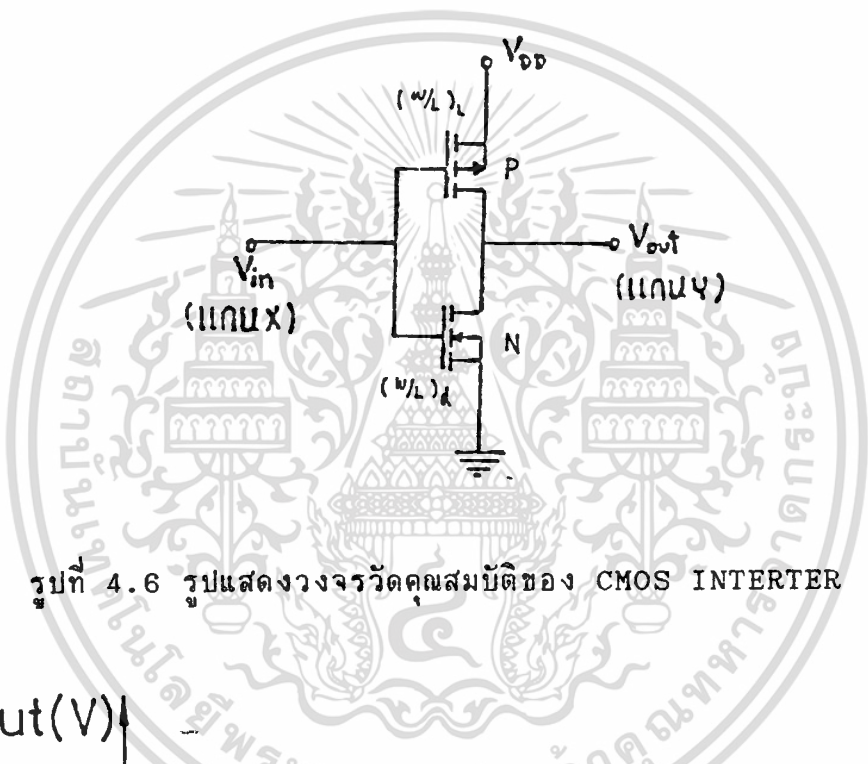 V_DD
(W/L)_L
P
V_in
(แกนX)
V_out
(แกนY)
N
(W/L)_d
รูปที่ 4.6 รูปแสดงวงจรวัดคุณสมบัติของ CMOS INTERTER
ut(V)